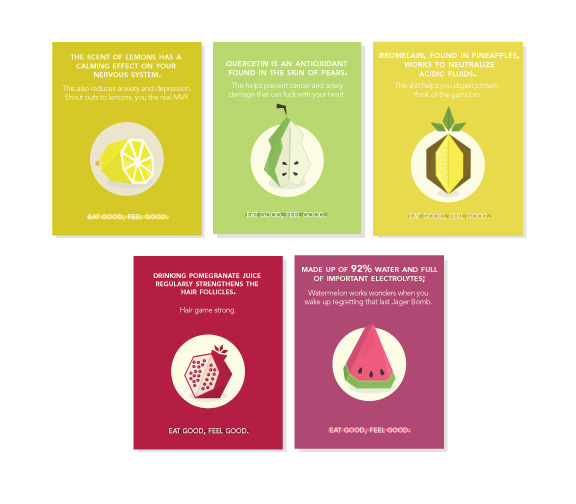 THE SCENT OF LEMONS HAS A
CALMING EFFECT ON YOUR
NERVOUS SYSTEM.
This also reduces anxiety and depression.
Shout outs to lemons, you the real MVP.
EAT GOOD, FEEL GOOD.
QUERCETIN IS AN ANTIOXIDANT
FOUND IN THE SKIN OF PEARS.
This helps prevent cancer and artery
damage that can fuck with your heart.
EAT GOOD, FEEL GOOD.
BROMELAIN, FOUND IN PINEAPPLES,
WORKS TO NEUTRALIZE
ACIDIC FLUIDS.
This shit helps you digest protein,
think of the gains bro.
EAT GOOD, FEEL GOOD.
DRINKING POMEGRANATE JUICE
REGULARLY STRENGTHENS THE
HAIR FOLLICLES.
Hair game strong.
EAT GOOD, FEEL GOOD.
MADE UP OF 92% WATER AND FULL
OF IMPORTANT ELECTROLYTES;
Watermelon works wonders when you
wake up regretting that last Jager Bomb.
EAT GOOD, FEEL GOOD.